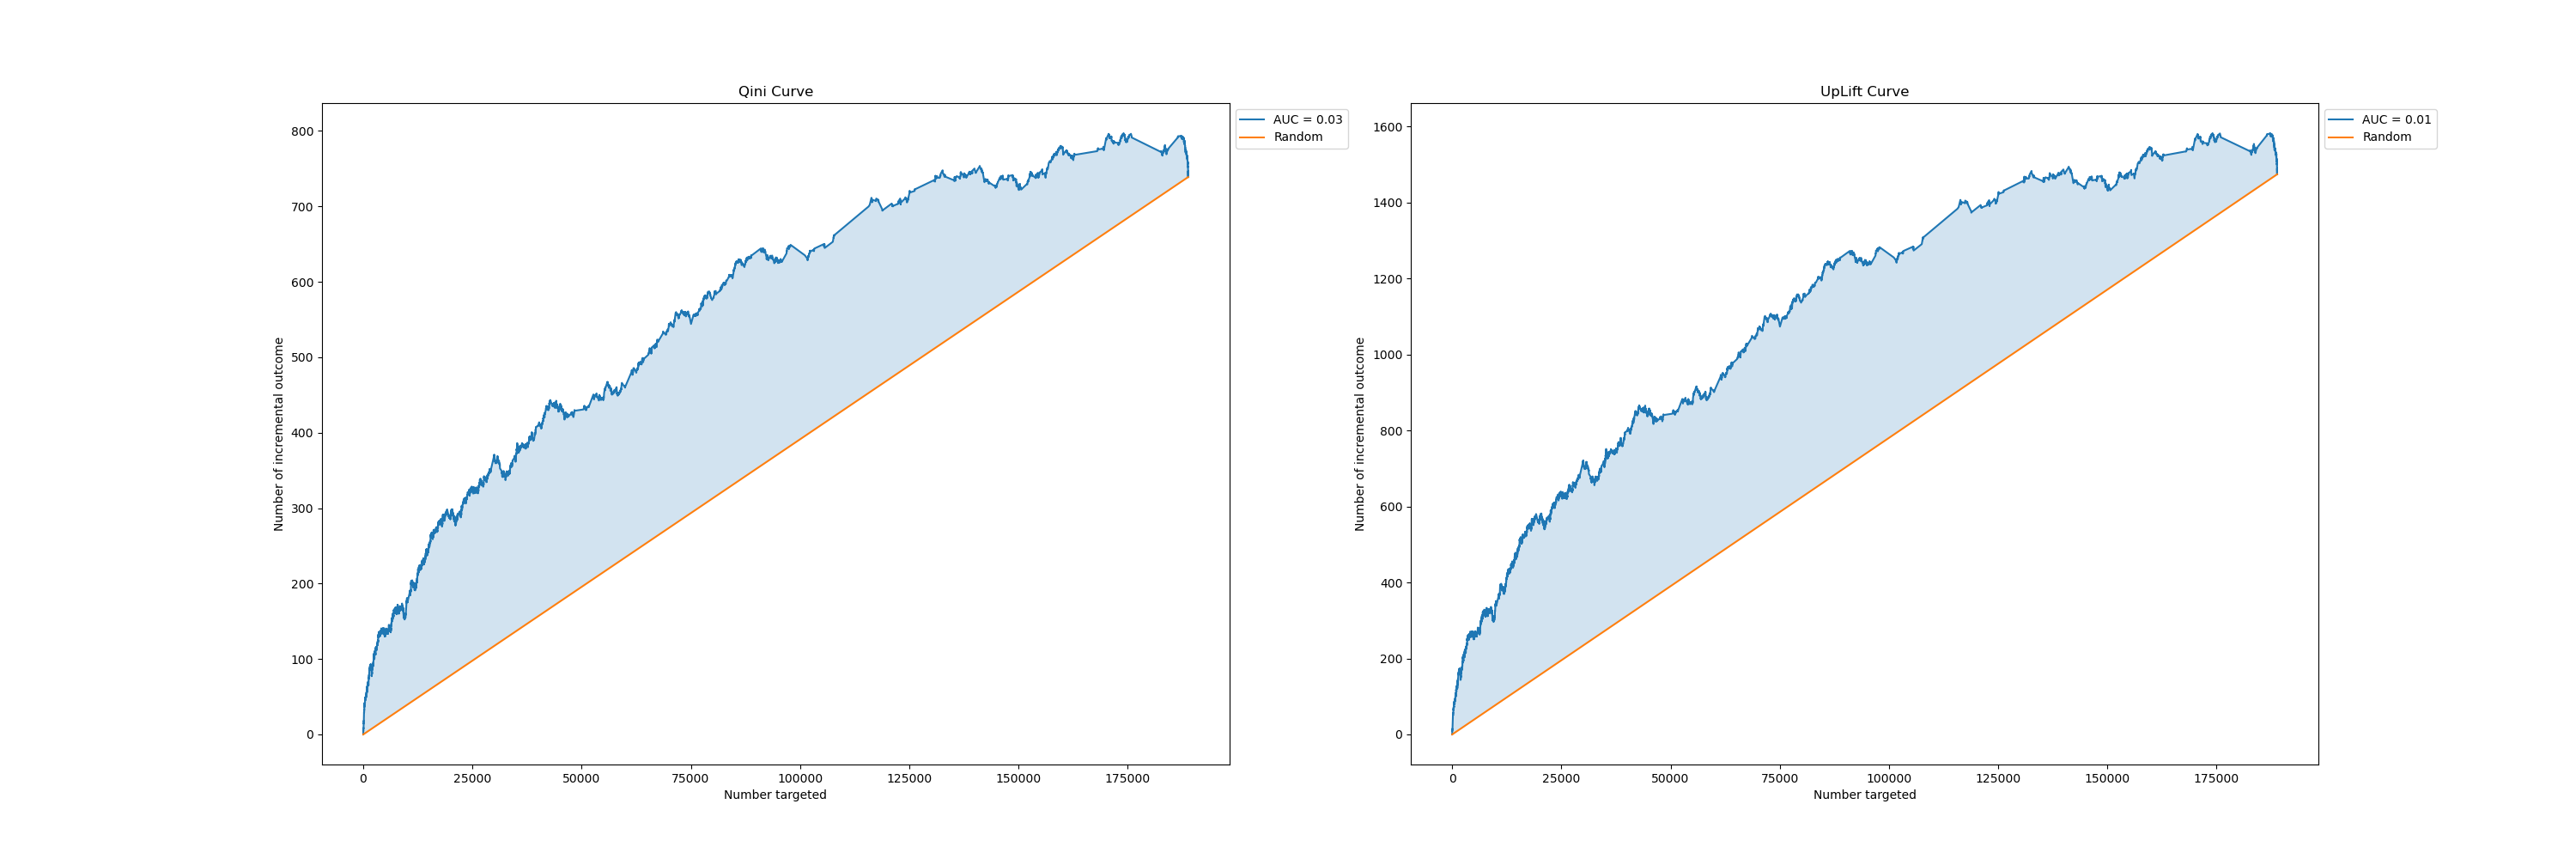 Qini Curve
800
700
600
500
400
300
200
100
0
Number of incremental outcome
0 25000 50000 75000 100000 125000 150000 175000
Number targeted
AUC = 0.03
Random
UpLift Curve
1600
1400
1200
1000
800
600
400
200
0
Number of incremental outcome
0 25000 50000 75000 100000 125000 150000 175000
Number targeted
AUC = 0.01
Random